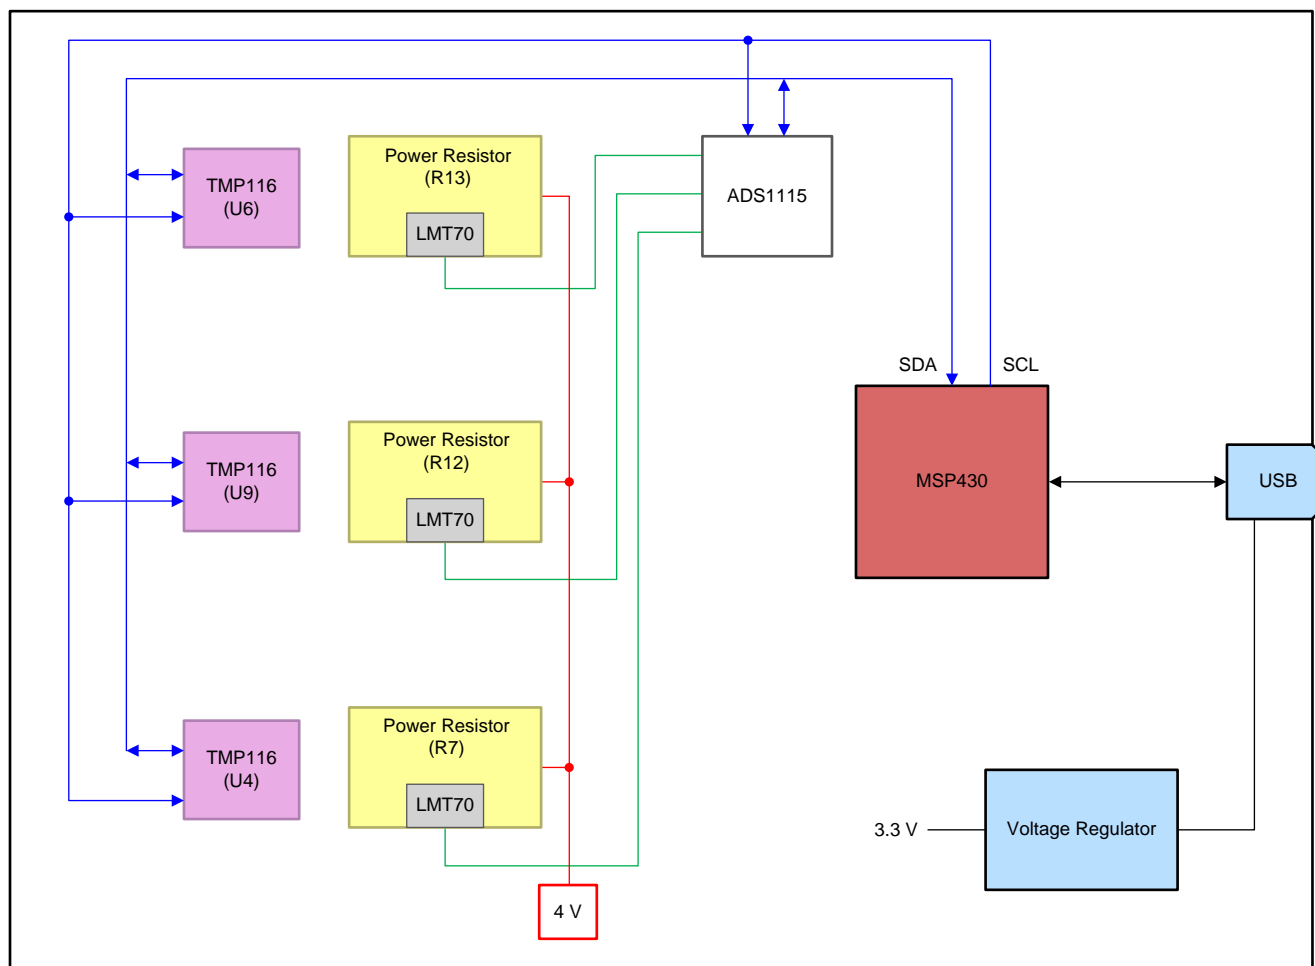 TMP116
(U6)
Power Resistor
(R13)
LMT70
ADS1115
SDA
SCL
TMP116
(U9)
Power Resistor
(R12)
LMT70
MSP430
USB
TMP116
(U4)
Power Resistor
(R7)
LMT70
3.3 V
Voltage Regulator
4 V